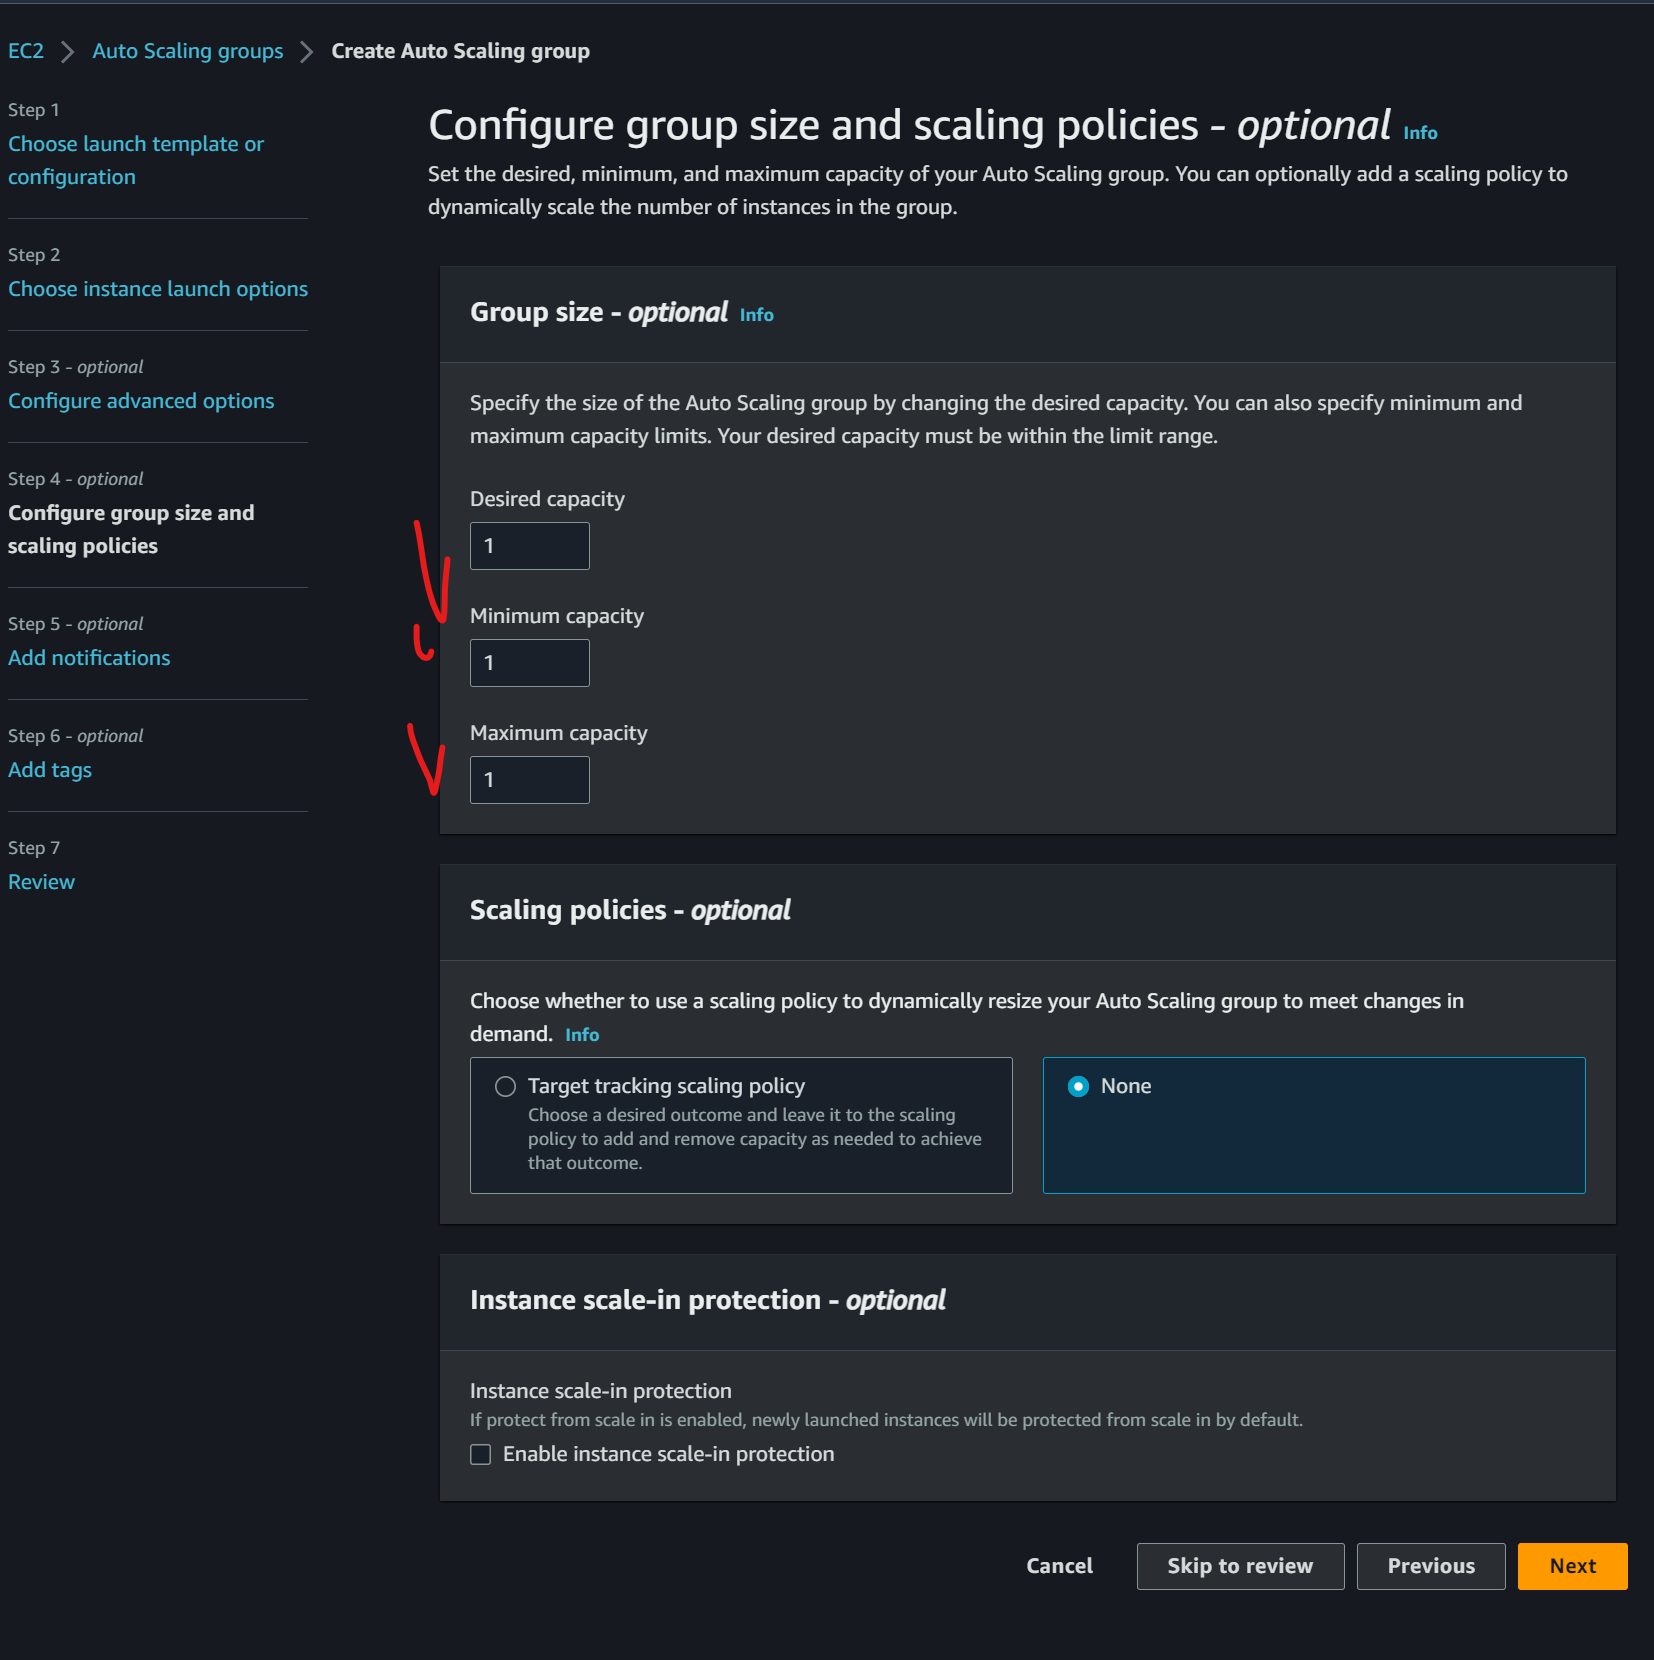 EC2 > Auto Scaling groups > Create Auto Scaling group
Step 1
Choose launch template or
configuration
Step 2
Choose instance launch options
Step 3 - optional
Configure advanced options
Step 4 - optional
Configure group size and
scaling policies
Step 5 - optional
Add notifications
Step 6 - optional
Add tags
Step 7
Review
Configure group size and scaling policies - optional Info
Set the desired, minimum, and maximum capacity of your Auto Scaling group. You can optionally add a scaling policy to
dynamically scale the number of instances in the group.
Group size - optional Info
Specify the size of the Auto Scaling group by changing the desired capacity. You can also specify minimum and
maximum capacity limits. Your desired capacity must be within the limit range.
Desired capacity
1
Minimum capacity
1
Maximum capacity
1
Scaling policies - optional
Choose whether to use a scaling policy to dynamically resize your Auto Scaling group to meet changes in
demand. Info
Target tracking scaling policy
Choose a desired outcome and leave it to the scaling
policy to add and remove capacity as needed to achieve
that outcome.
None
Instance scale-in protection - optional
Instance scale-in protection
If protect from scale in is enabled, newly launched instances will be protected from scale in by default.
Enable instance scale-in protection
Cancel
Skip to review
Previous
Next